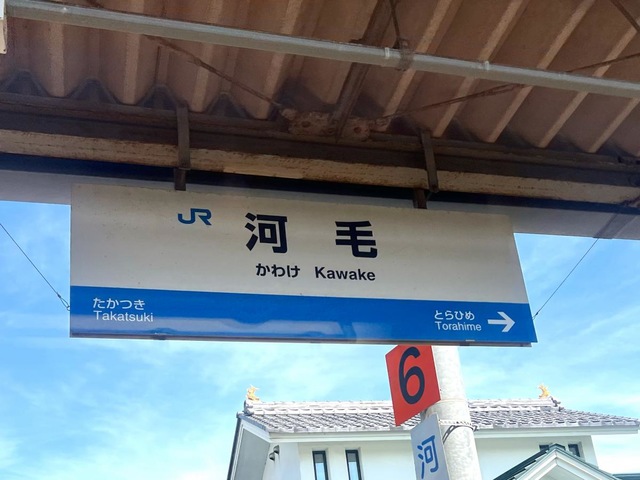 JR 河毛
かわけ Kawake
たかつき
Takatsuki
とらひめ
Torahime
6
河